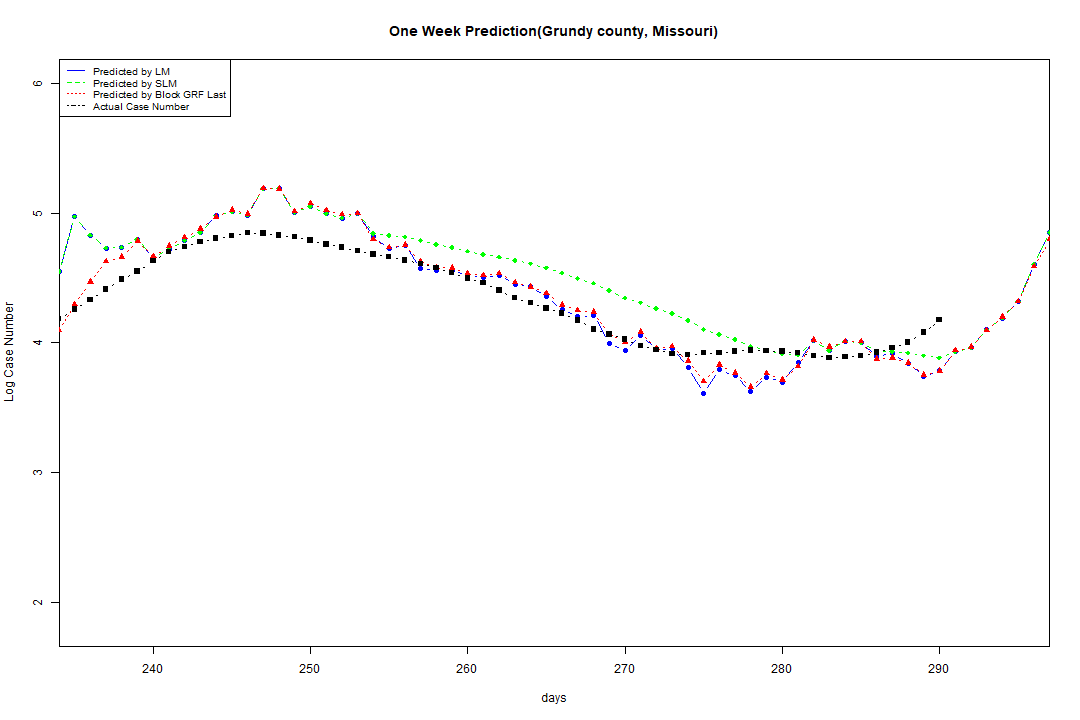 One Week Prediction(Grundy county, Missouri)
Predicted by LM
Predicted by SLM
Predicted by Block GRF Last
Actual Case Number
6
5
4
3
2
Log Case Number
240 250 260 270 280 290
days